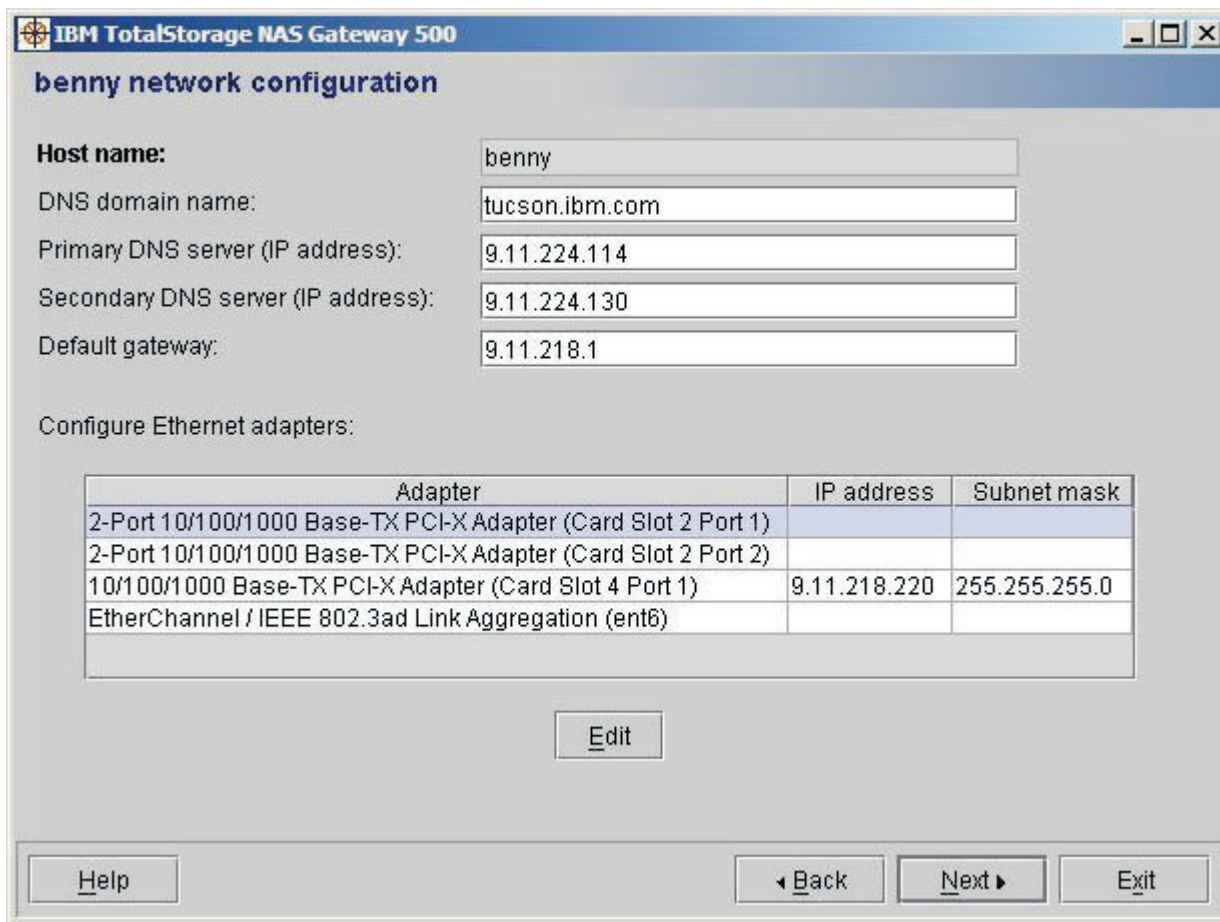 IBM TotalStorage NAS Gateway 500
benny network configuration
Host name: benny
DNS domain name: tucson.ibm.com
Primary DNS server (IP address): 9.11.224.114
Secondary DNS server (IP address): 9.11.224.130
Default gateway: 9.11.218.1
Configure Ethernet adapters:
Adapter IP address Subnet mask
2-Port 10/100/1000 Base-TX PCI-X Adapter (Card Slot 2 Port 1)
2-Port 10/100/1000 Base-TX PCI-X Adapter (Card Slot 2 Port 2)
10/100/1000 Base-TX PCI-X Adapter (Card Slot 4 Port 1) 9.11.218.220 255.255.255.0
EtherChannel / IEEE 802.3ad Link Aggregation (ent6)
Edit
Help Back Next Exit